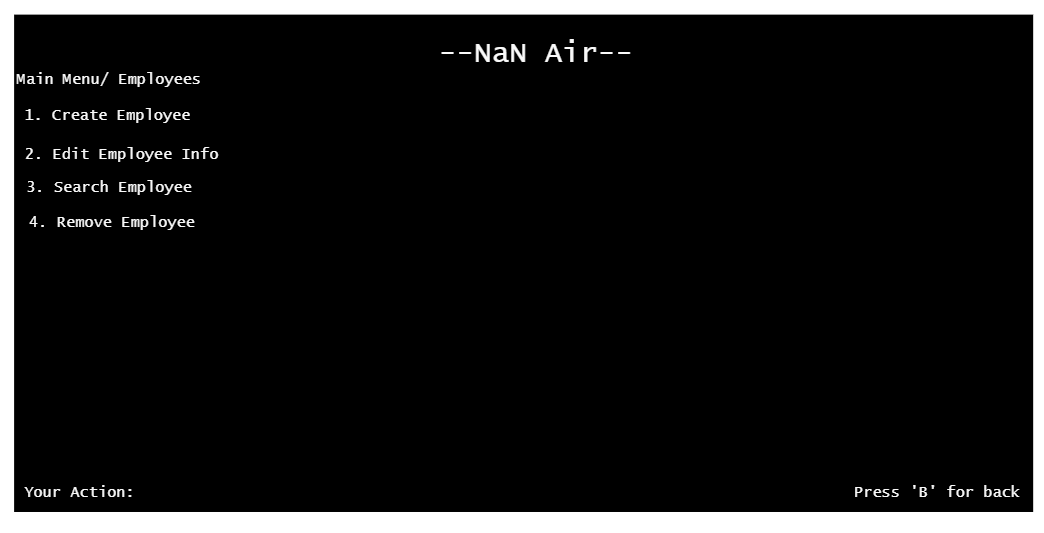 --NaN Air--
Main Menu/ Employees
1. Create Employee
2. Edit Employee Info
3. Search Employee
4. Remove Employee
Your Action:
Press 'B' for back